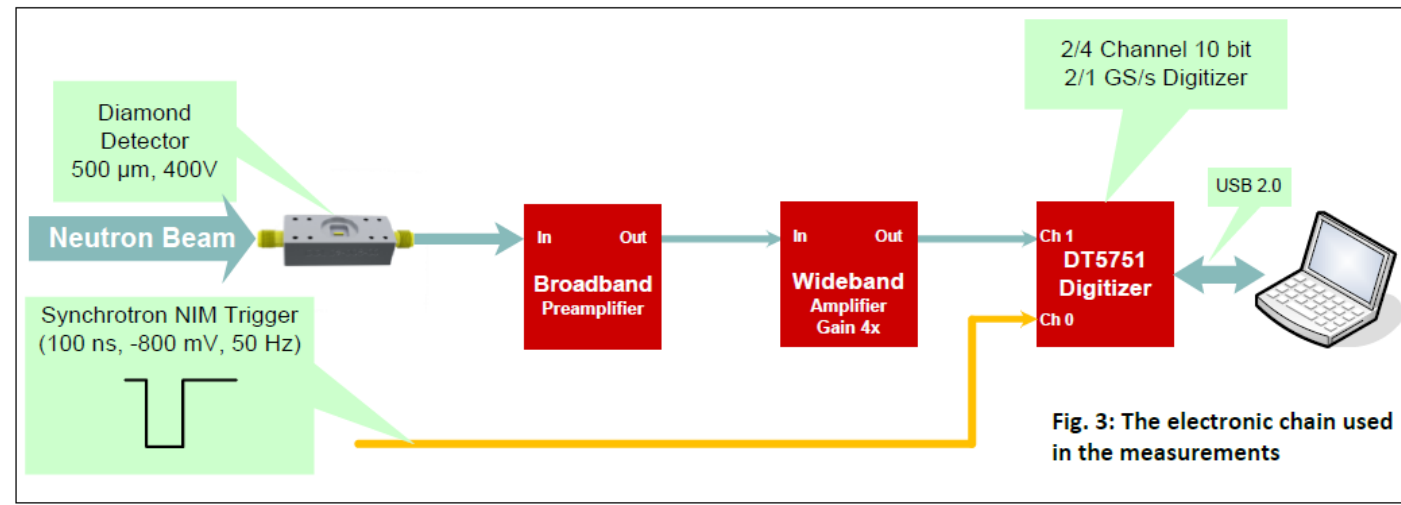 2/4 Channel 10 bit
2/1 GS/s Digitizer
Diamond
Detector
500 µm, 400V
USB 2.0
Neutron Beam
In Out
Broadband
Preamplifier
In Out
Wideband
Amplifier
Gain 4x
Ch 1
DT5751
Digitizer
Ch 0
Synchrotron NIM Trigger
(100 ns, -800 mV, 50 Hz)
Fig. 3: The electronic chain used
in the measurements